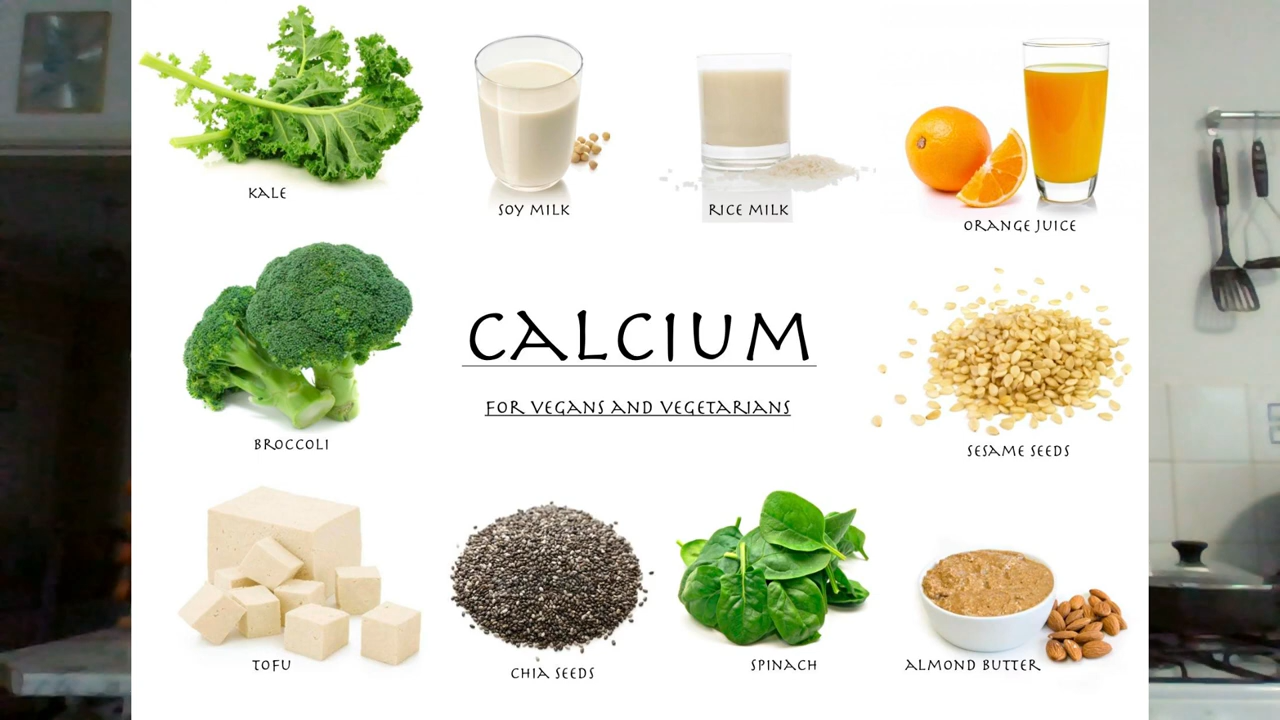 KALE
SOY MILK
RICE MILK
ORANGE JUICE
BROCCOLI
CALCIUM
FOR VEGANS AND VEGETARIANS
SESAME SEEDS
TOFU
CHIA SEEDS
SPINACH
ALMOND BUTTER